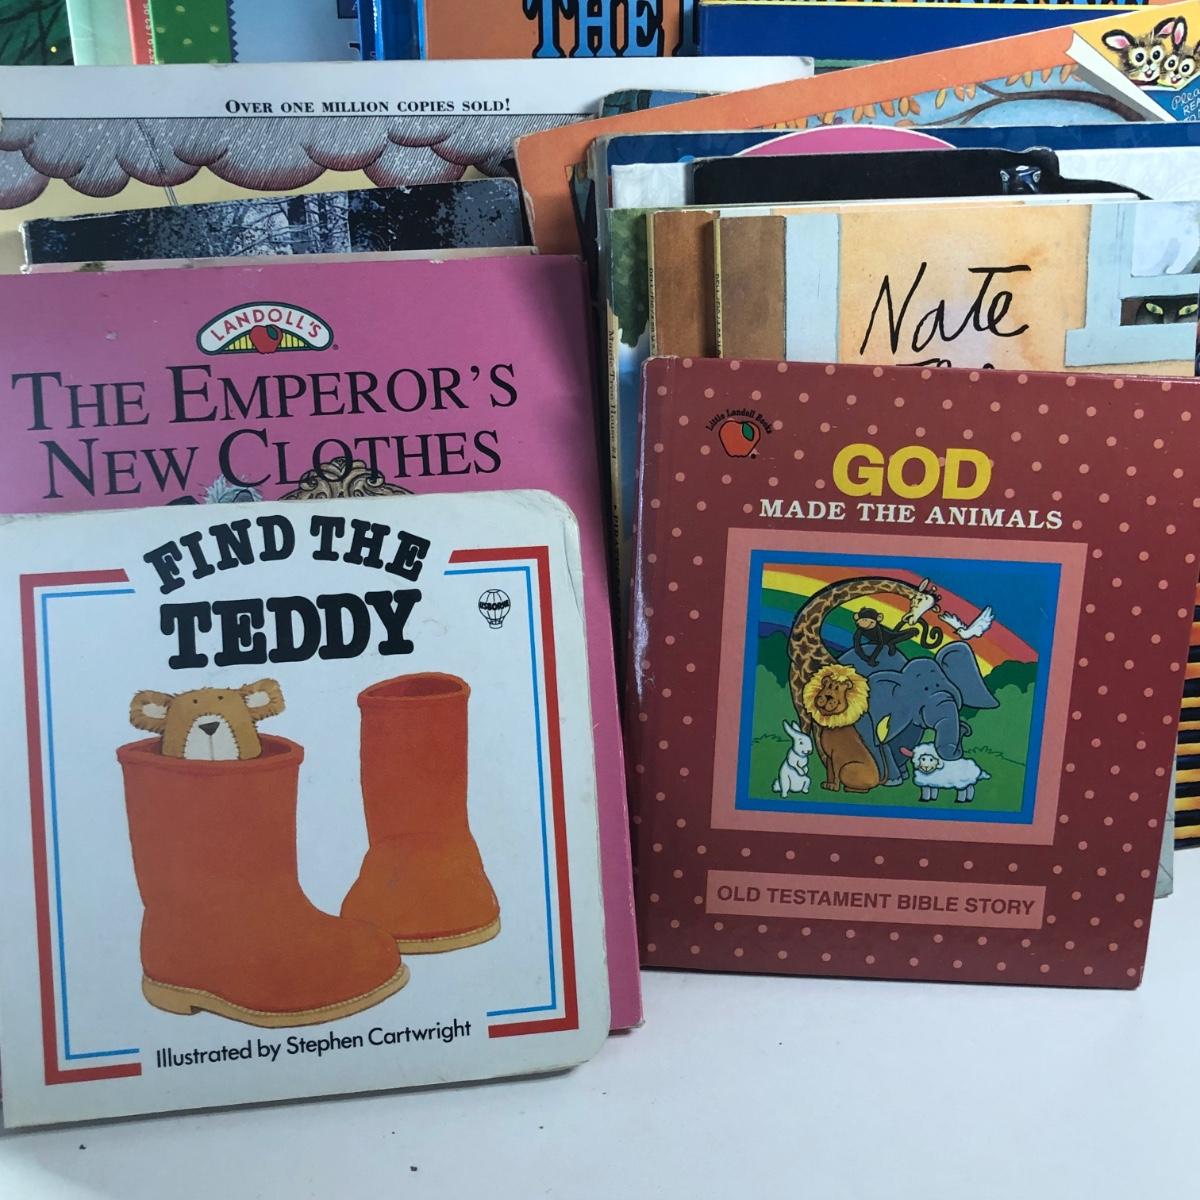 THE
OVER ONE MILLION COPIES SOLD!
Nate
LANDOLL'S
THE EMPEROR'S
NEW CLOTHES
Little Landoll Books
GOD
MADE THE ANIMALS
OLD TESTAMENT BIBLE STORY
FIND THE
TEDDY
USBORNE
Illustrated by Stephen Cartwright